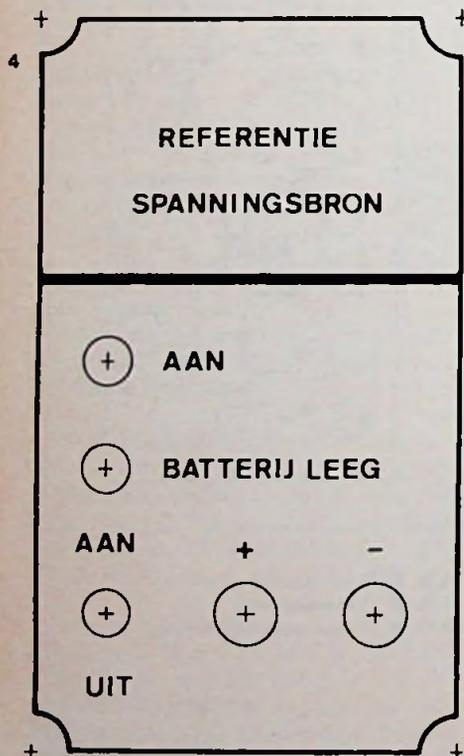 4
REFERENTIE
SPANNINGSBRON
AAN
BATTERIJ LEEG
AAN + -
UIT